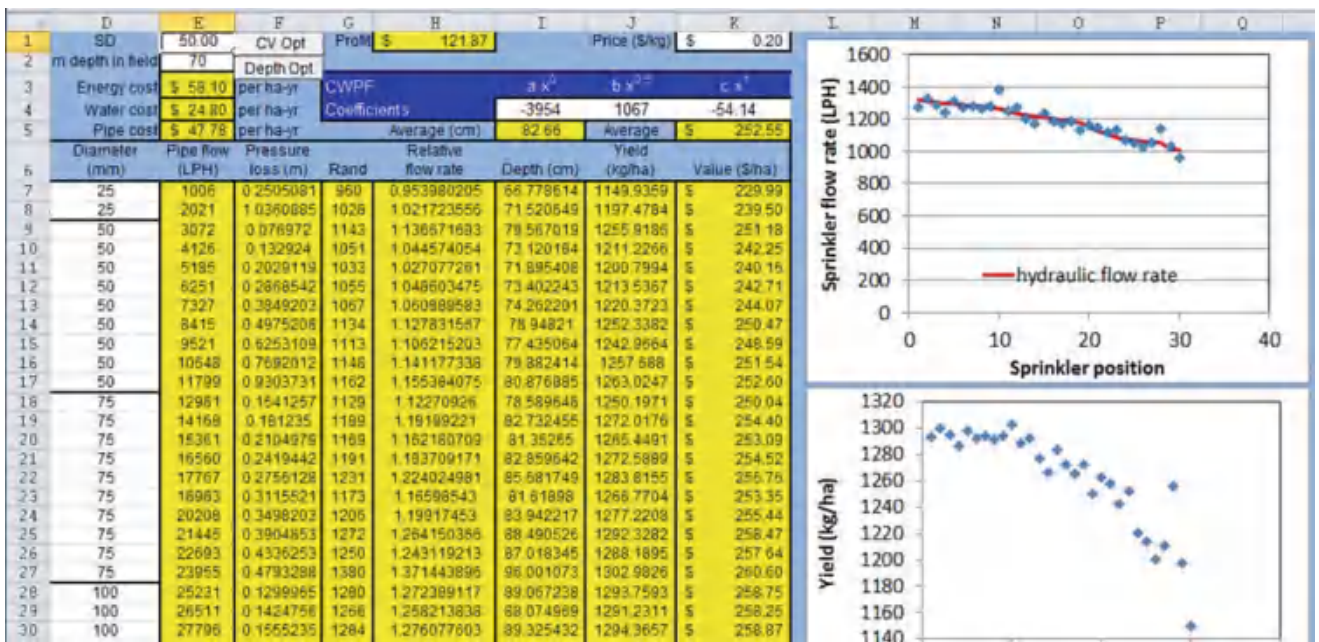 D E F G H I J K L M N O P Q
1 SD 50.00 CV Opt Profit $ 121.87 Price ($/kg) $ 0.20
2 m depth in field 70 Depth Opt
3 Energy cost $ 58.10 per ha-yr CWPF a x^0 b x^0.5 c x^1
4 Water cost $ 24.80 per ha-yr Coefficients -3954 1067 -54.14
5 Pipe cost $ 47.78 per ha-yr Average (cm) 82.66 Average $ 252.55
Diameter Pipe flow Pressure Relative Yield
6 (mm) (LPH) loss (m) Rand flow rate Depth (cm) (kg/ha) Value ($/ha)
7 25 1006 0.2505081 960 0.953980205 66.778614 1149.9359 $ 229.99
8 25 2021 1.0360885 1028 1.021723556 71.520649 1197.4784 $ 239.50
9 50 3072 0.076972 1143 1.136671693 79.567019 1255.9186 $ 251.18
10 50 4126 0.132924 1051 1.044574054 73.120184 1211.2266 $ 242.25
11 50 5185 0.2029119 1033 1.027077261 71.895408 1200.7994 $ 240.16
12 50 6251 0.2868542 1055 1.048603475 73.402243 1213.5367 $ 242.71
13 50 7327 0.3849203 1067 1.060889583 74.262201 1220.3723 $ 244.07
14 50 8415 0.4975208 1134 1.127831567 78.94821 1252.3382 $ 250.47
15 50 9521 0.6253109 1113 1.106215203 77.435064 1242.9664 $ 248.59
16 50 10648 0.7692012 1148 1.141177338 79.882414 1257.688 $ 251.54
17 50 11799 0.9303731 1162 1.155384075 80.876885 1263.0247 $ 252.60
18 75 12981 0.1541257 1129 1.12270926 78.589648 1250.1971 $ 250.04
19 75 14168 0.181235 1189 1.18189221 82.732455 1272.0176 $ 254.40
20 75 15361 0.2104979 1169 1.162180709 81.35265 1265.4491 $ 253.09
21 75 16560 0.2419442 1191 1.183709171 82.859642 1272.5889 $ 254.52
22 75 17767 0.2756128 1231 1.224024981 85.681749 1283.8155 $ 256.76
23 75 18983 0.3115521 1173 1.16598543 81.61898 1266.7704 $ 253.35
24 75 20208 0.3498203 1206 1.19917453 83.942217 1277.2208 $ 255.44
25 75 21445 0.3904853 1272 1.264150366 88.490526 1292.3282 $ 258.47
26 75 22693 0.4336253 1250 1.243119213 87.018345 1288.1895 $ 257.64
27 75 23955 0.4793288 1380 1.371443896 96.001073 1302.9826 $ 260.60
28 100 25231 0.1299965 1280 1.272389117 89.067238 1293.7593 $ 258.75
29 100 26511 0.1424756 1266 1.258213838 88.074969 1291.2311 $ 258.25
30 100 27796 0.1555235 1284 1.276077603 89.325432 1294.3657 $ 258.87
Sprinkler flow rate (LPH)
1600
1400
1200
1000
800
600
400
200
0
hydraulic flow rate
0 10 20 30 40
Sprinkler position
Yield (kg/ha)
1320
1300
1280
1260
1240
1220
1200
1180
1160
1140